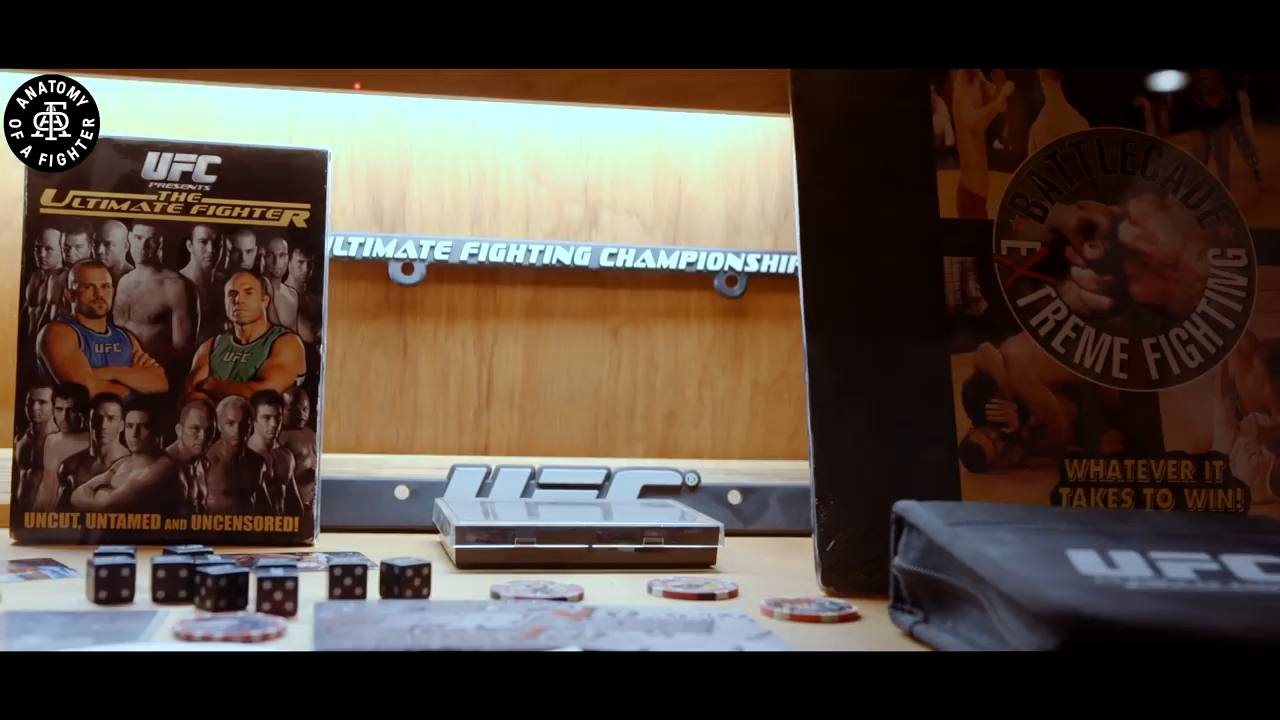 ANATOMY
OF A FIGHTER
UFC
PRESENTS
THE
ULTIMATE FIGHTER
UFC
UFC
UNCUT, UNTAMED AND UNCENSORED!
ULTIMATE FIGHTING CHAMPIONSHIP
UFC®
BATTLECADE
EXTREME FIGHTING
WHATEVER IT
TAKES TO WIN!
UFC